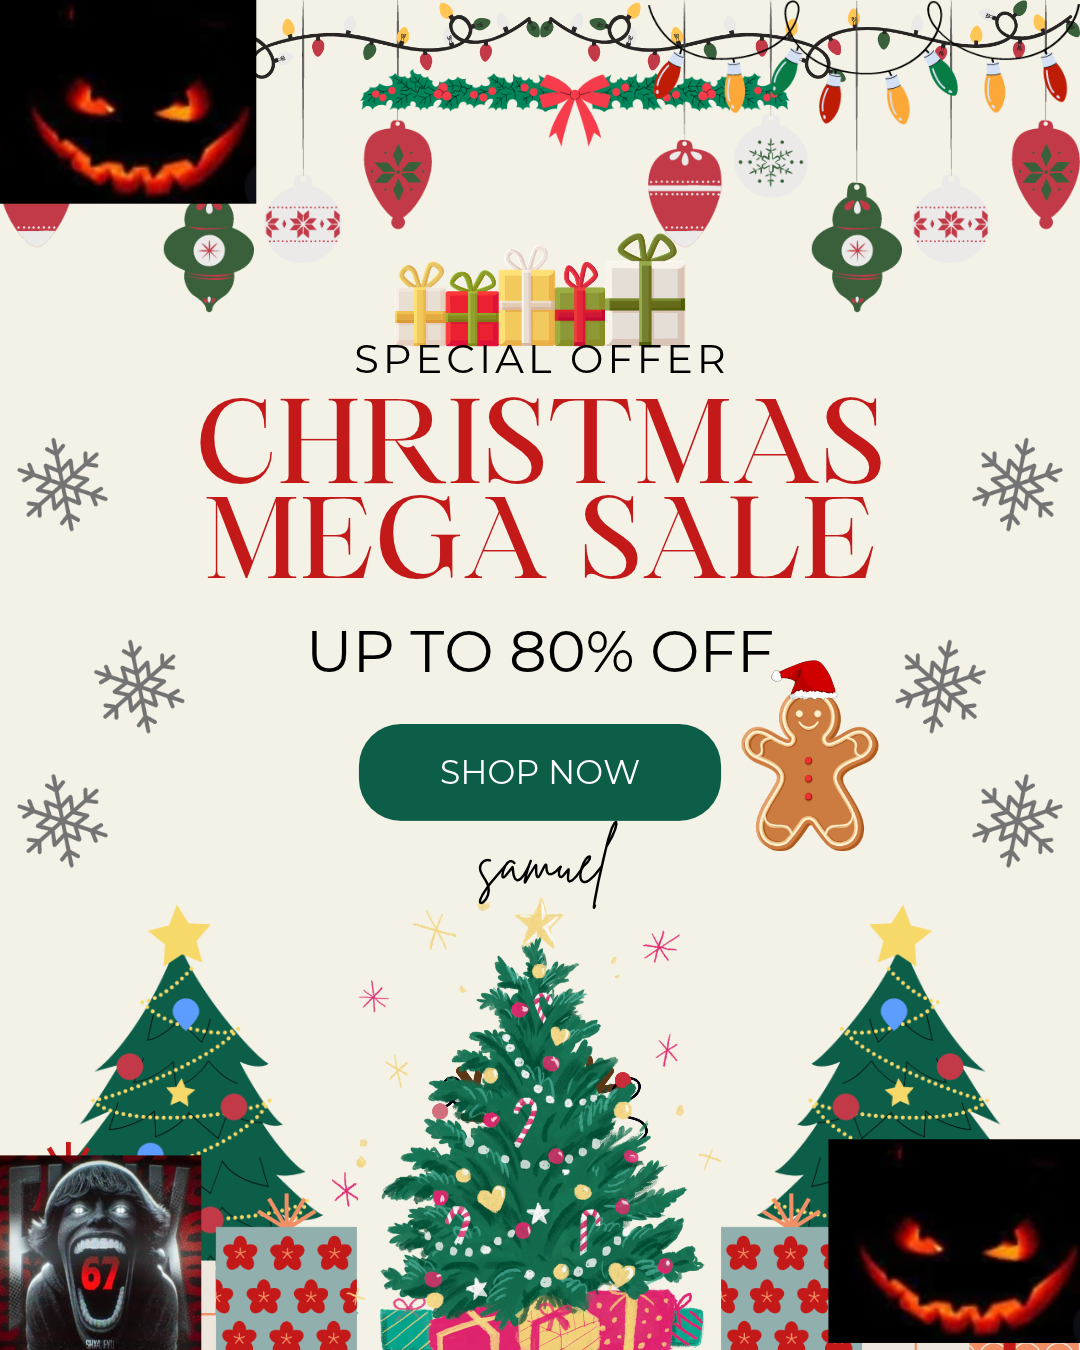 SPECIAL OFFER
CHRISTMAS
MEGA SALE
UP TO 80% OFF
SHOP NOW
samuel
67